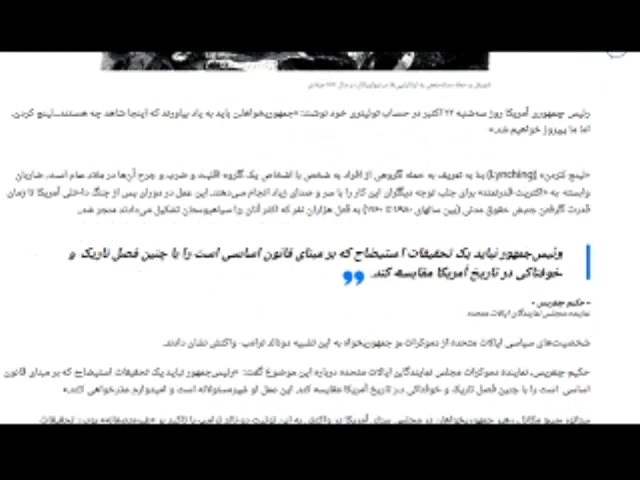 رئیس جمهوری آمریکا روز سه‌شنبه ۲۲ اکتبر در حساب توئیتری خود نوشت: «جمهوریخواهان باید به یاد بیاورند که اینجا شاهد چه هستند-لینچ کردن.
اما ما پیروز خواهیم شد.»
«لینچ کردن» (Lynching) بنا به تعریف به حمله گروهی از افراد به شخص یا اشخاص یک گروه اقلیت و ضرب و جرح آن‌ها در ملاء عام است. ضاربان
وابسته به «اکثریت قدرتمند» برای جلب توجه دیگران این کار را با سر و صدای زیاد انجام می‌دهند. این عمل در دوران پس از جنگ داخلی آمریکا تا زمان
قدرت گرفتن جنبش حقوق مدنی (بین سالهای تا) به قتل هزاران نفر که اکثر آنان را سیاهپوستان تشکیل می‌دادند منجر شد.
رئیس‌جمهور نباید یک تحقیقات استیضاح که بر مبنای قانون اساسی است را با چنین فصل تاریک و
خوفناکی در تاریخ آمریکا مقایسه کند.
- حکیم جفریس -
نماینده مجلس نمایندگان ایالات متحده
شخصیت‌های سیاسی ایالات متحده از دموکرات و جمهوریخواه به این تشبیه دونالد ترامپ واکنش نشان دادند.
حکیم جفریس، نماینده دموکرات مجلس نمایندگان ایالات متحده درباره این موضوع گفت: «رئیس‌جمهور نباید یک تحقیقات استیضاح که بر مبنای قانون
اساسی است را با چنین فصل تاریک و خوفناکی در تاریخ آمریکا مقایسه کند. این عمل او غیرمسئولانه است و امیدوارم عذرخواهی کند.»